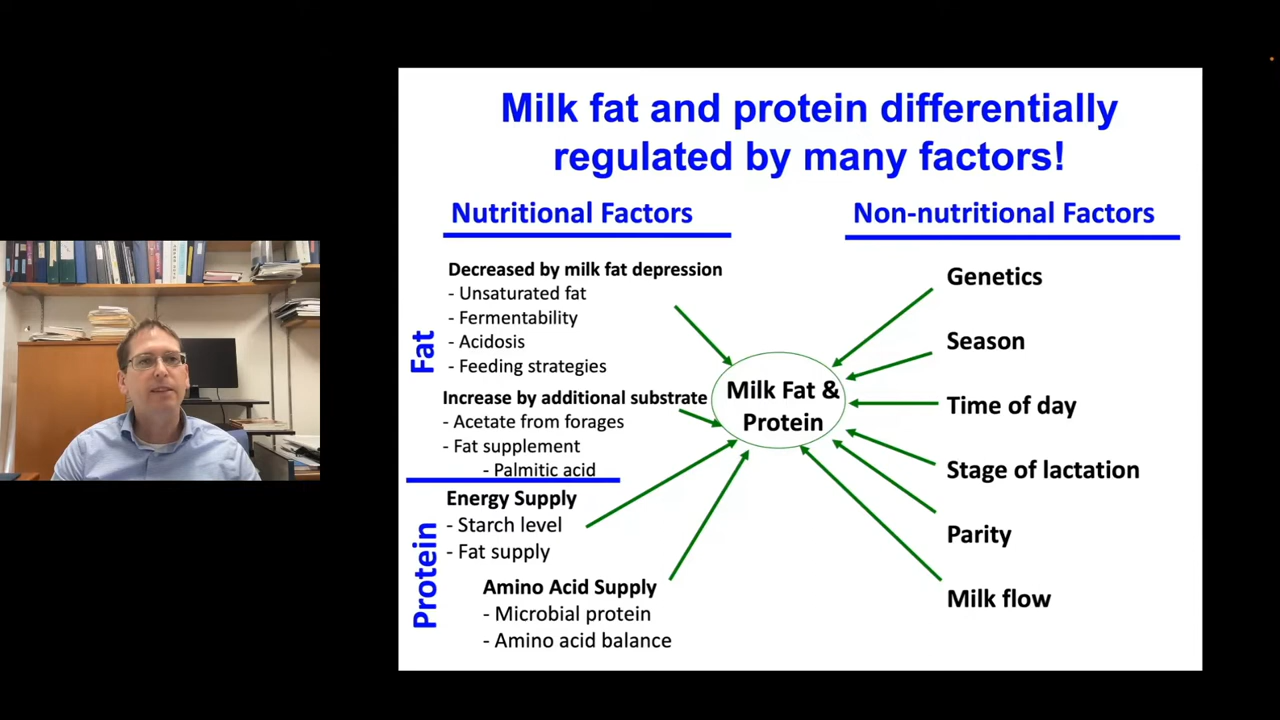 Milk fat and protein differentially
regulated by many factors!
Nutritional Factors
Non-nutritional Factors
Fat
Decreased by milk fat depression
- Unsaturated fat
- Fermentability
- Acidosis
- Feeding strategies
Increase by additional substrate
- Acetate from forages
- Fat supplement
- Palmitic acid
Protein
Energy Supply
- Starch level
- Fat supply
Amino Acid Supply
- Microbial protein
- Amino acid balance
Milk Fat &
Protein
Genetics
Season
Time of day
Stage of lactation
Parity
Milk flow